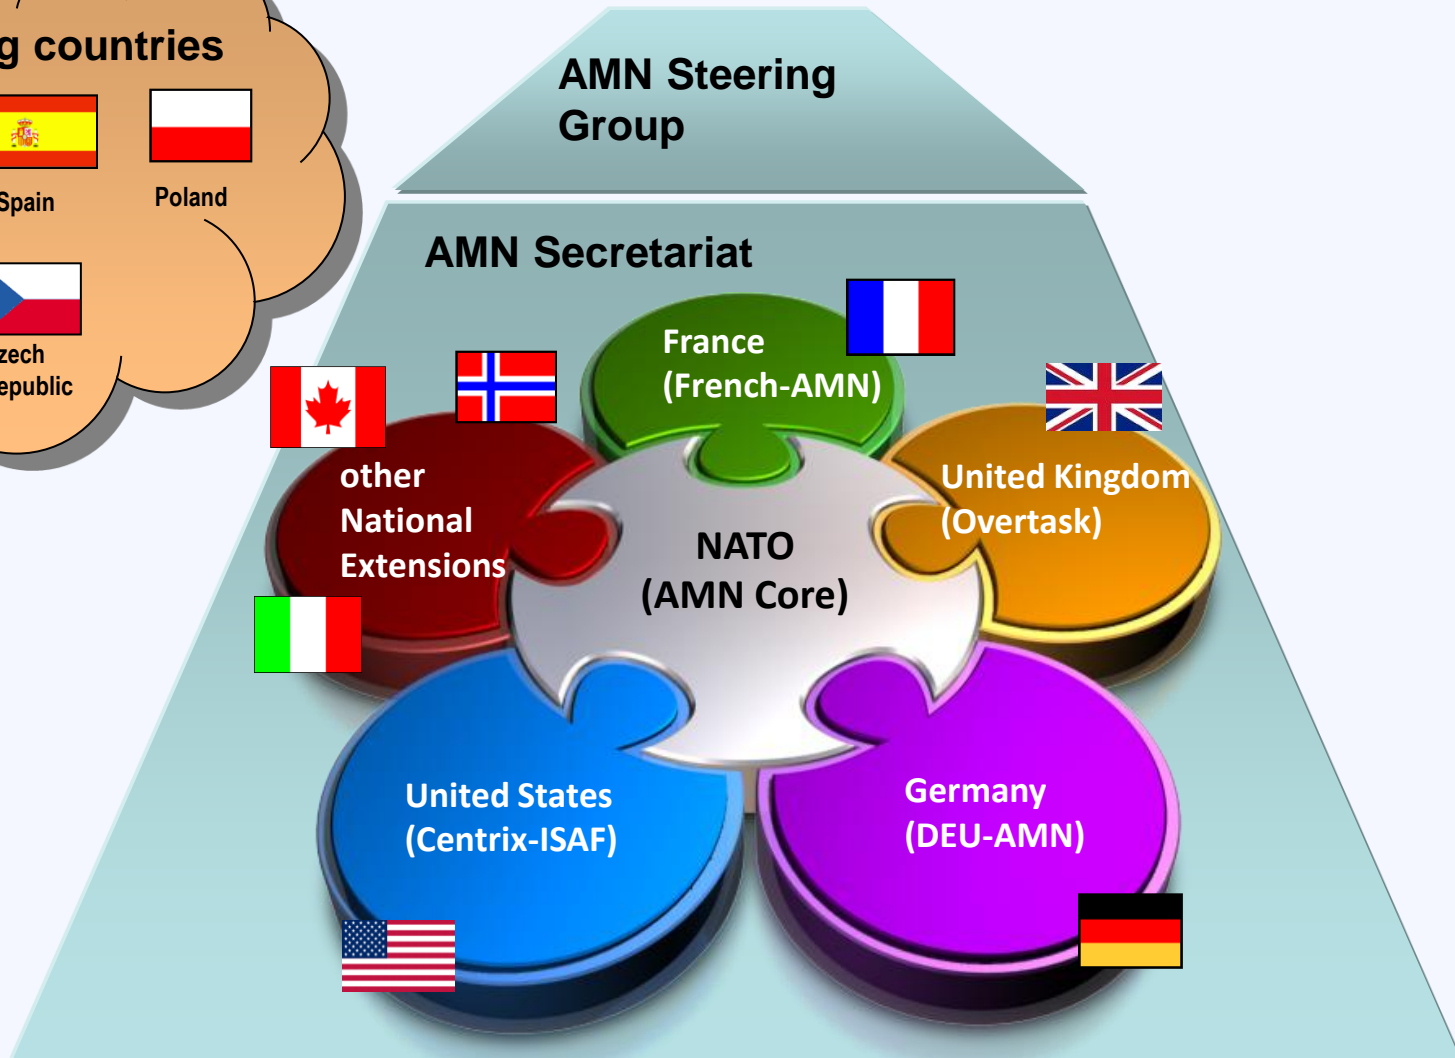 g countries
Spain
Poland
zech
epublic
AMN Steering
Group
AMN Secretariat
France
(French-AMN)
other
National
Extensions
United Kingdom
(Overtask)
NATO
(AMN Core)
United States
(Centrix-ISAF)
Germany
(DEU-AMN)